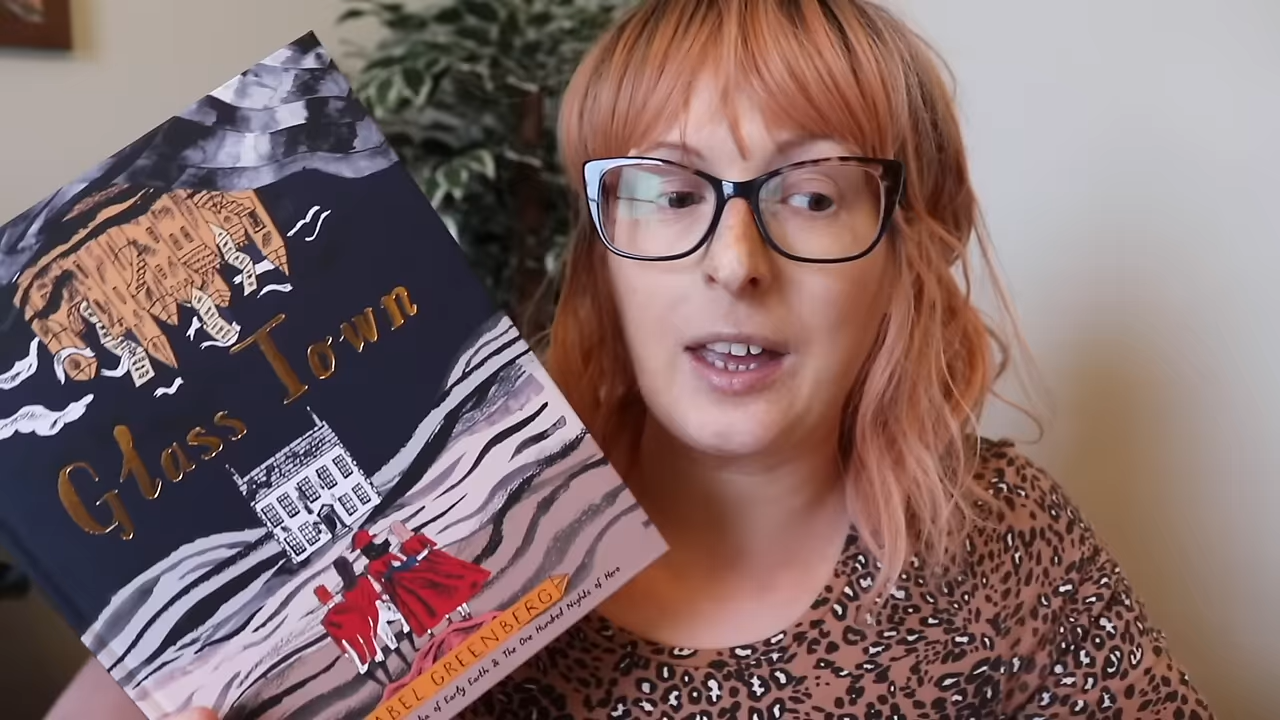 Glass Town
ABEL GREENBERG
of Early Earth & The One Hundred Nights of Hero